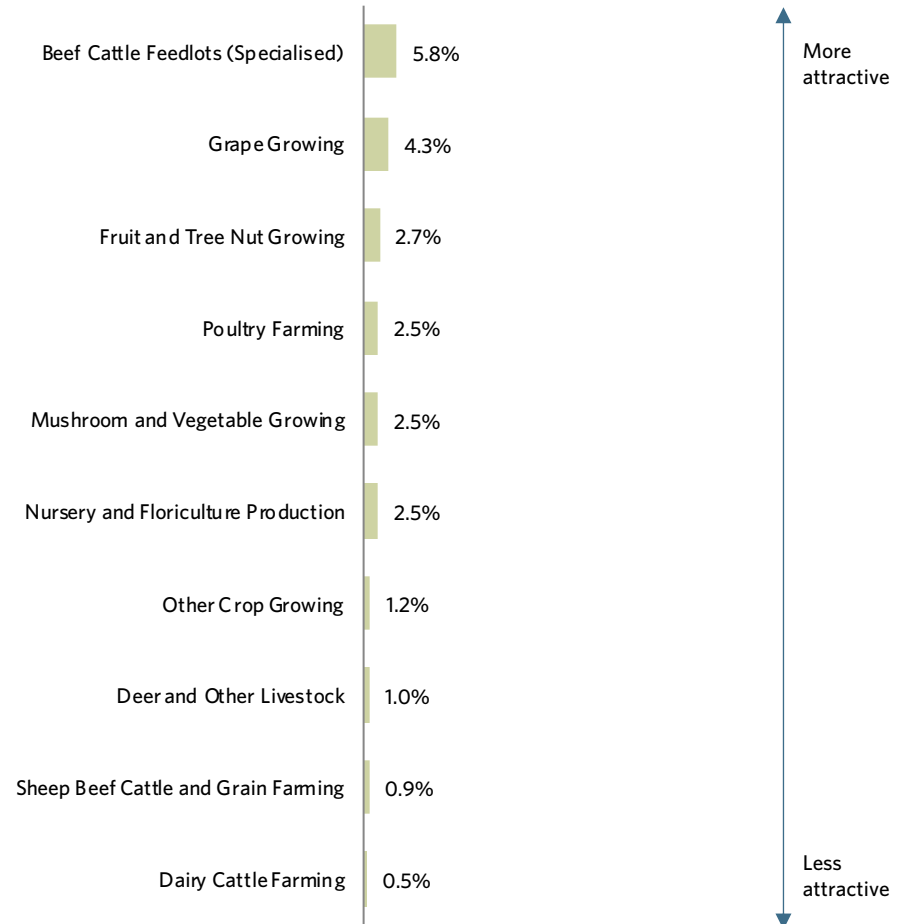 Beef Cattle Feedlots (Specialised) 5.8%
Grape Growing 4.3%
Fruit and Tree Nut Growing 2.7%
Poultry Farming 2.5%
Mushroom and Vegetable Growing 2.5%
Nursery and Floriculture Production 2.5%
Other Crop Growing 1.2%
Deer and Other Livestock 1.0%
Sheep Beef Cattle and Grain Farming 0.9%
Dairy Cattle Farming 0.5%
More
attractive
Less
attractive